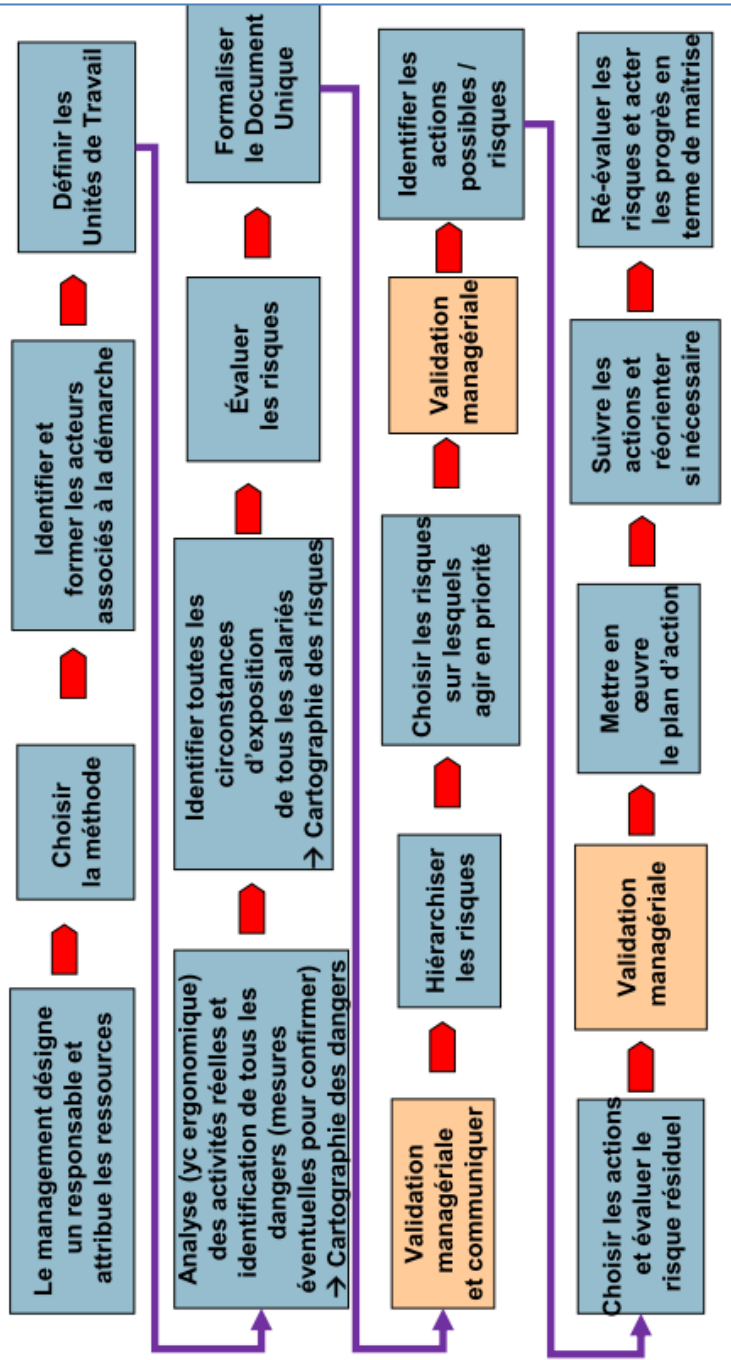 Le management désigne
un responsable et
attribue les ressources
Choisir
la méthode
Identifier et
former les acteurs
associés à la démarche
Définir les
Unités de Travail
Analyse (yc ergonomique)
des activités réelles et
identification de tous les
dangers (mesures
éventuelles pour confirmer)
→ Cartographie des dangers
Identifier toutes les
circonstances
d'exposition
de tous les salariés
→ Cartographie des risques
Évaluer
les risques
Formaliser
le Document
Unique
Validation
managériale
et communiquer
Hiérarchiser
les risques
Choisir les risques
sur lesquels
agir en priorité
Validation
managériale
Identifier les
actions
possibles /
risques
Choisir les actions
et évaluer le
risque résiduel
Validation
managériale
Mettre en
œuvre
le plan d'action
Suivre les
actions et
réorienter
si nécessaire
Ré-évaluer les
risques et acter
les progrès en
terme de maîtrise